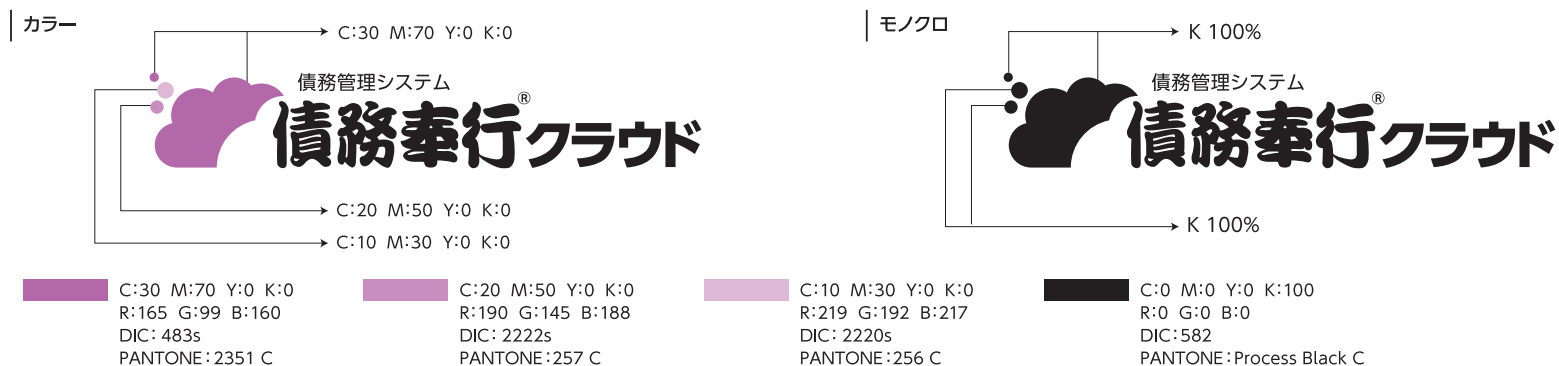 カラー
C:30 M:70 Y:0 K:0
債務管理システム
債務奉行クラウド®
C:20 M:50 Y:0 K:0
C:10 M:30 Y:0 K:0
モノクロ
K 100%
債務管理システム
債務奉行クラウド®
K 100%
C:30 M:70 Y:0 K:0
R:165 G:99 B:160
DIC:483s
PANTONE:2351 C
C:20 M:50 Y:0 K:0
R:190 G:145 B:188
DIC:2222s
PANTONE:257 C
C:10 M:30 Y:0 K:0
R:219 G:192 B:217
DIC:2220s
PANTONE:256 C
C:0 M:0 Y:0 K:100
R:0 G:0 B:0
DIC:582
PANTONE:Process Black C